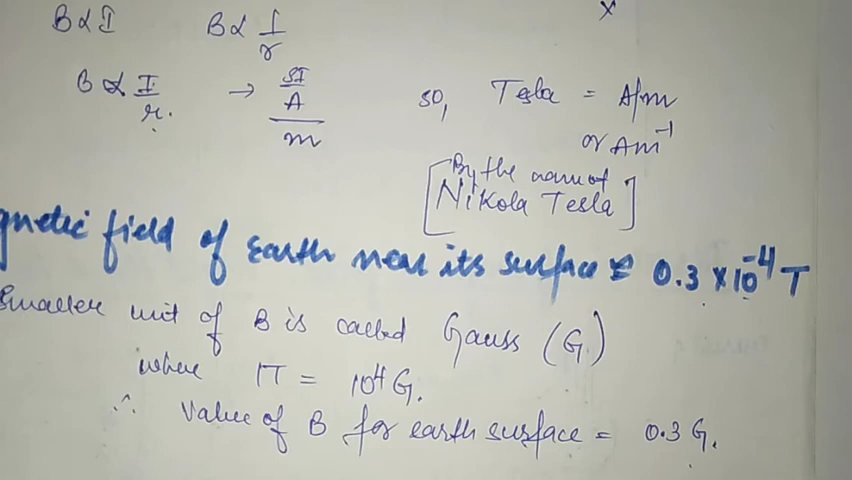 B ∝ I B ∝ 1/r
B ∝ I/r. → SI A/m so, Tesla = A/m
or Am⁻¹
[By the name of
Nikola Tesla]
gnetic field of earth near its surface = 0.3 × 10⁻⁴ T
Smaller unit of B is called Gauss (G)
where 1T = 10⁴ G.
∴ Value of B for earth surface = 0.3 G.